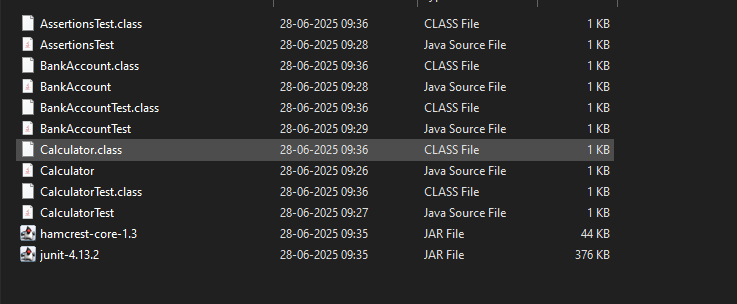 AssertionsTest.class 28-06-2025 09:36 CLASS File 1 KB
AssertionsTest 28-06-2025 09:28 Java Source File 1 KB
BankAccount.class 28-06-2025 09:36 CLASS File 1 KB
BankAccount 28-06-2025 09:28 Java Source File 1 KB
BankAccountTest.class 28-06-2025 09:36 CLASS File 1 KB
BankAccountTest 28-06-2025 09:29 Java Source File 1 KB
Calculator.class 28-06-2025 09:36 CLASS File 1 KB
Calculator 28-06-2025 09:26 Java Source File 1 KB
CalculatorTest.class 28-06-2025 09:36 CLASS File 1 KB
CalculatorTest 28-06-2025 09:27 Java Source File 1 KB
hamcrest-core-1.3 28-06-2025 09:35 JAR File 44 KB
junit-4.13.2 28-06-2025 09:35 JAR File 376 KB